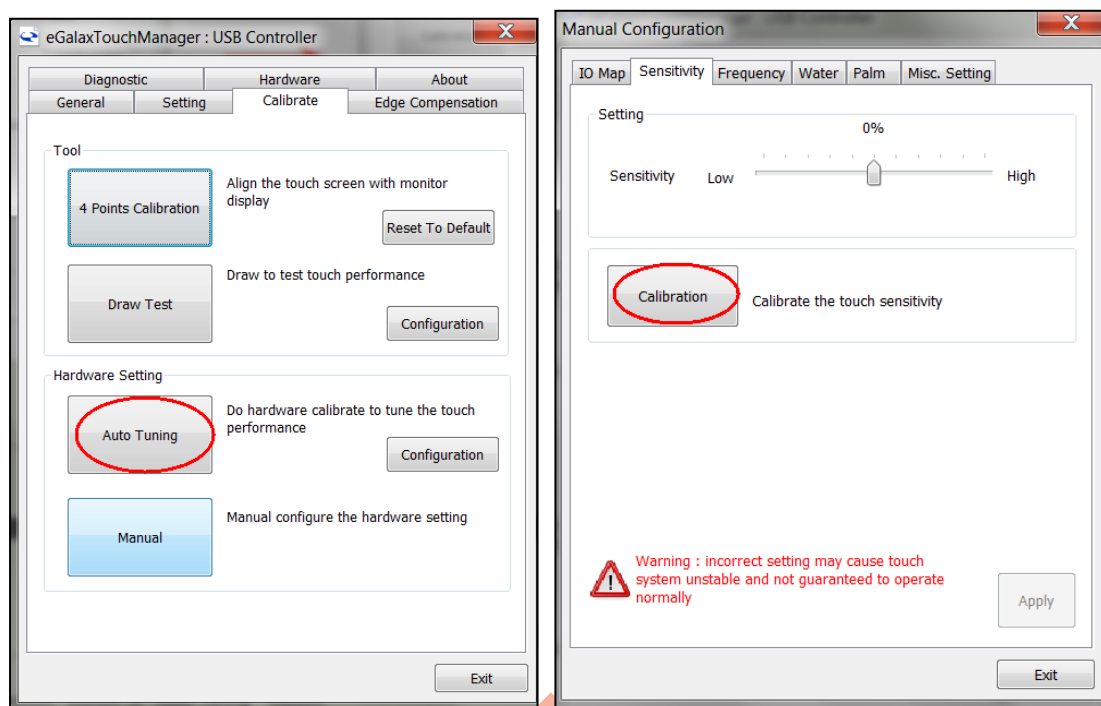 eGalaxTouchManager : USB Controller
Diagnostic Hardware About
General Setting Calibrate Edge Compensation
Tool
4 Points Calibration
Align the touch screen with monitor
display
Reset To Default
Draw Test
Draw to test touch performance
Configuration
Hardware Setting
Auto Tuning
Do hardware calibrate to tune the touch
performance
Configuration
Manual
Manual configure the hardware setting
Exit
Manual Configuration
IO Map Sensitivity Frequency Water Palm Misc. Setting
Setting
0%
Sensitivity Low High
Calibration
Calibrate the touch sensitivity
Warning : incorrect setting may cause touch
system unstable and not guaranteed to operate
normally
Apply
Exit